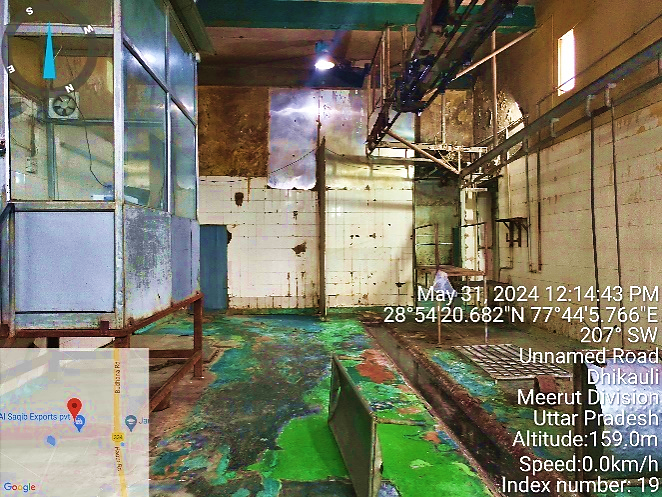 S
W
E
N
May 31, 2024 12:14:43 PM
28°54'20.682"N 77°44'5.766"E
207° SW
Unnamed Road
Dhikauli
Meerut Division
Uttar Pradesh
Altitude:159.0m
Speed:0.0km/h
Index number: 19
Budhana Rd
Al Saqib Exports pvt
Google